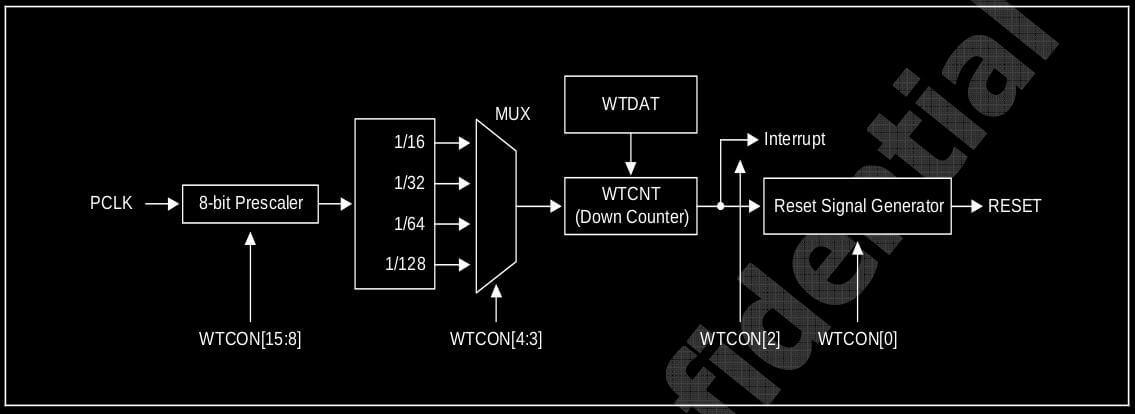 MUX
WTDAT
1/16
Interrupt
1/32
WTCNT
(Down Counter)
PCLK
8-bit Prescaler
Reset Signal Generator
RESET
1/64
1/128
WTCON[15:8]
WTCON[4:3]
WTCON[2]
WTCON[0]
fidential